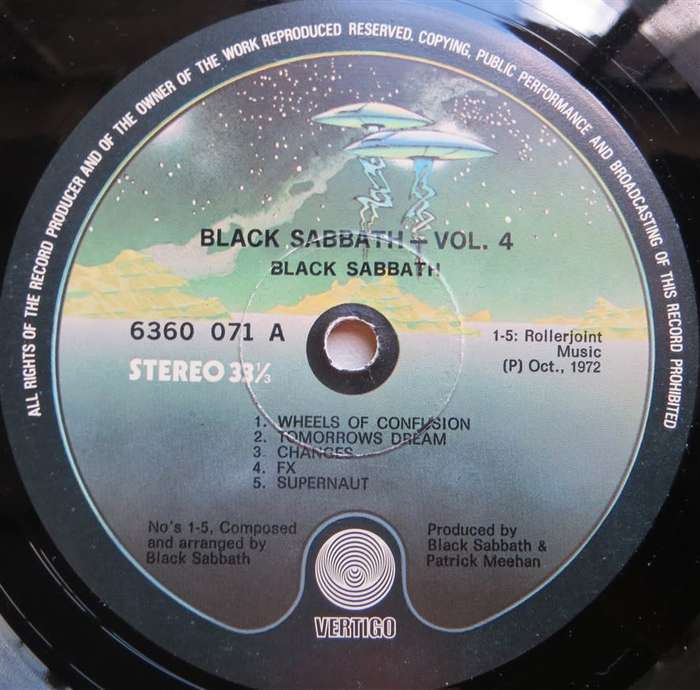 ALL RIGHTS OF THE RECORD PRODUCER AND OF THE OWNER OF THE WORK REPRODUCED RESERVED. COPYING, PUBLIC PERFORMANCE AND BROADCASTING OF THIS RECORD PROHIBITED
BLACK SABBATH – VOL. 4
BLACK SABBATH
6360 071 A
STEREO 33⅓
1-5: Rollerjoint
Music
(P) Oct., 1972
1. WHEELS OF CONFUSION
2. TOMORROWS DREAM
3. CHANGES
4. FX
5. SUPERNAUT
No's 1-5, Composed
and arranged by
Black Sabbath
Produced by
Black Sabbath &
Patrick Meehan
VERTIGO